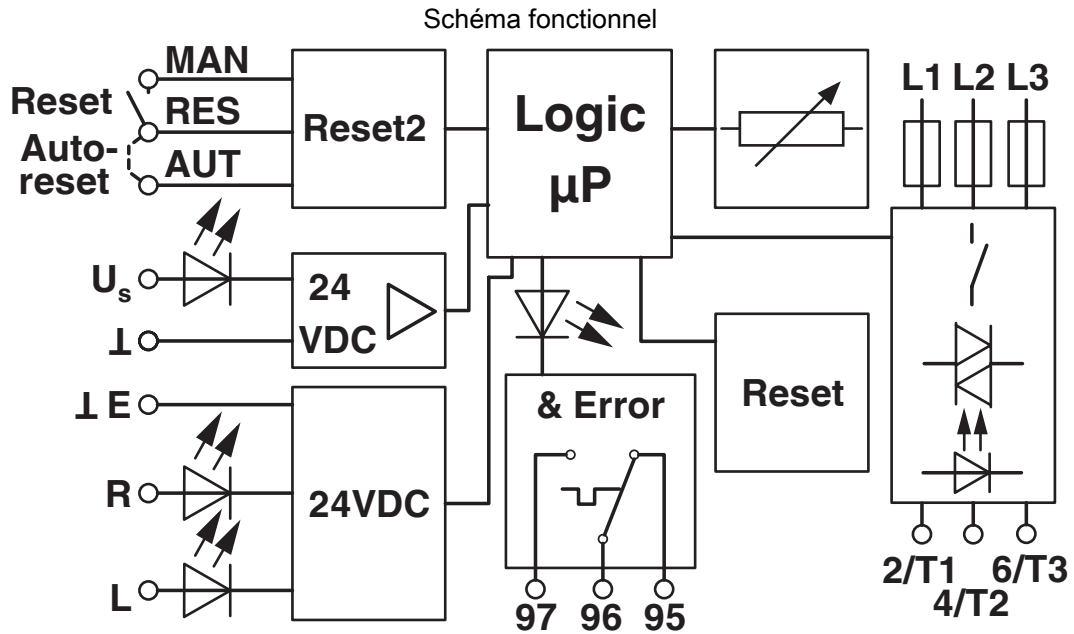 Schéma fonctionnel
MAN
Reset
RES
Auto-
reset
AUT
Reset2
Logic
µP
L1 L2 L3
Us
24
VDC
⊥
⊥ E
R
L
24VDC
& Error
Reset
97 96 95
2/T1 6/T3
4/T2